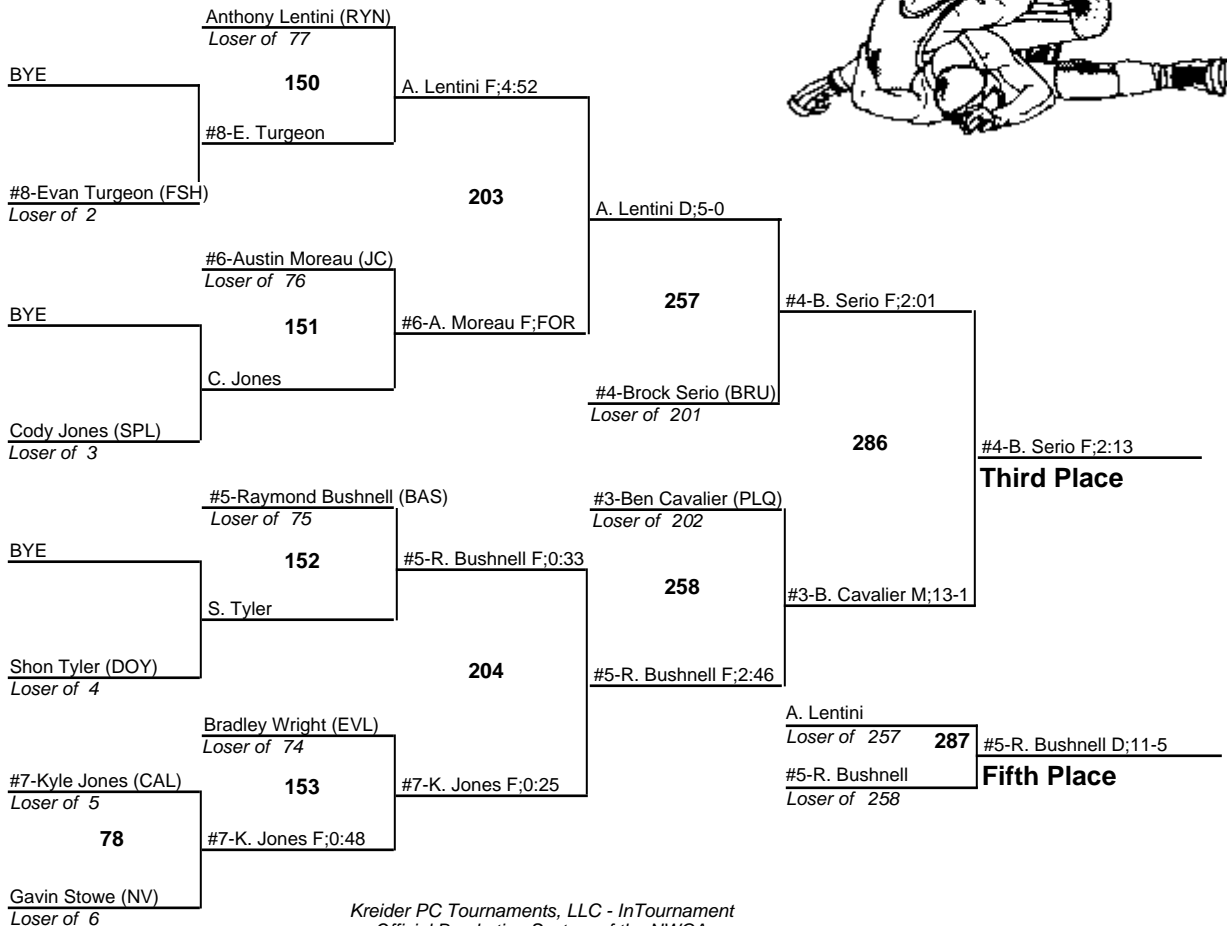 Anthony Lentini (RYN)
Loser of 77
BYE
150
A. Lentini F;4:52
#8-E. Turgeon
#8-Evan Turgeon (FSH)
Loser of 2
203
A. Lentini D;5-0
#6-Austin Moreau (JC)
Loser of 76
BYE
151
#6-A. Moreau F;FOR
257
#4-B. Serio F;2:01
C. Jones
#4-Brock Serio (BRU)
Loser of 201
Cody Jones (SPL)
Loser of 3
286
#4-B. Serio F;2:13
Third Place
#5-Raymond Bushnell (BAS)
Loser of 75
#3-Ben Cavalier (PLQ)
Loser of 202
BYE
152
#5-R. Bushnell F;0:33
258
#3-B. Cavalier M;13-1
S. Tyler
Shon Tyler (DOY)
Loser of 4
204
#5-R. Bushnell F;2:46
Bradley Wright (EVL)
Loser of 74
A. Lentini
Loser of 257
287
#5-R. Bushnell D;11-5
Fifth Place
#5-R. Bushnell
Loser of 258
#7-Kyle Jones (CAL)
Loser of 5
153
#7-K. Jones F;0:25
78
#7-K. Jones F;0:48
Gavin Stowe (NV)
Loser of 6
Kreider PC Tournaments, LLC - InTournament